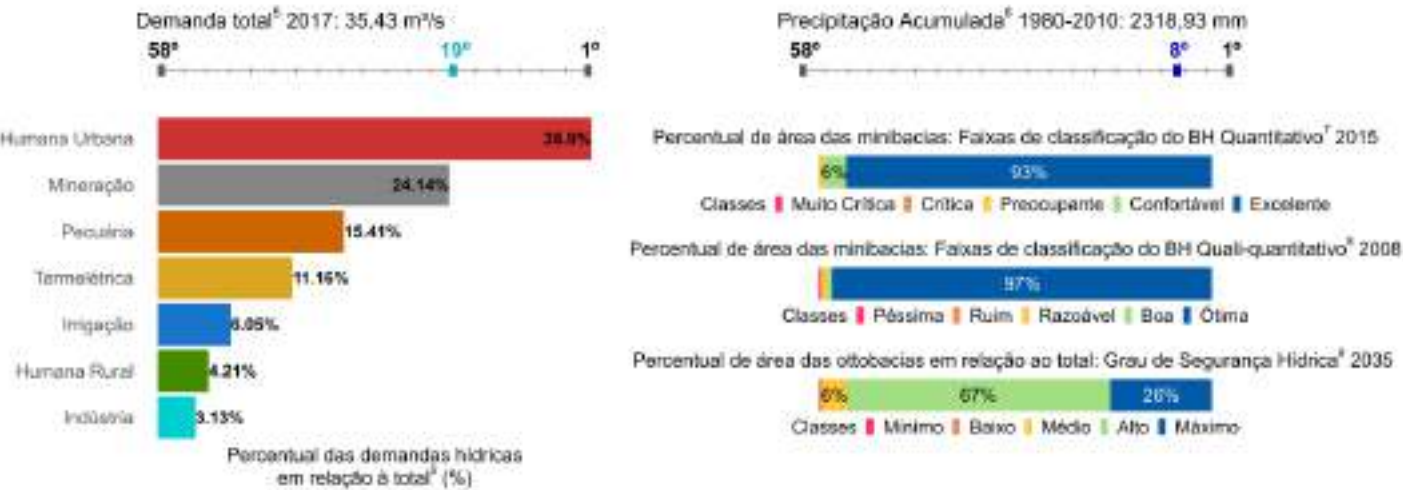 Demanda total⁵ 2017: 35.43 m³/s
58º 19º 1º
Humana Urbana 35.9%
Mineração 24.14%
Pecuária 15.41%
Termelétrica 11.16%
Irrigação 6.05%
Humana Rural 4.21%
Indústria 3.13%
Percentual das demandas hídricas
em relação à total⁵ (%)
Precipitação Acumulada⁶ 1980-2010: 2318,93 mm
58º 8º 1º
Percentual de área das minibacias: Faixas de classificação do BH Quantitativo⁷ 2015
6% 93%
Classes Muito Crítica Crítica Preocupante Confortável Excelente
Percentual de área das minibacias: Faixas de classificação do BH Quali-quantitativo⁸ 2008
97%
Classes Péssima Ruim Razoável Boa Ótima
Percentual de área das ottobacias em relação ao total: Grau de Segurança Hídrica 2035
6% 67% 26%
Classes Mínimo Baixo Médio Alto Máximo